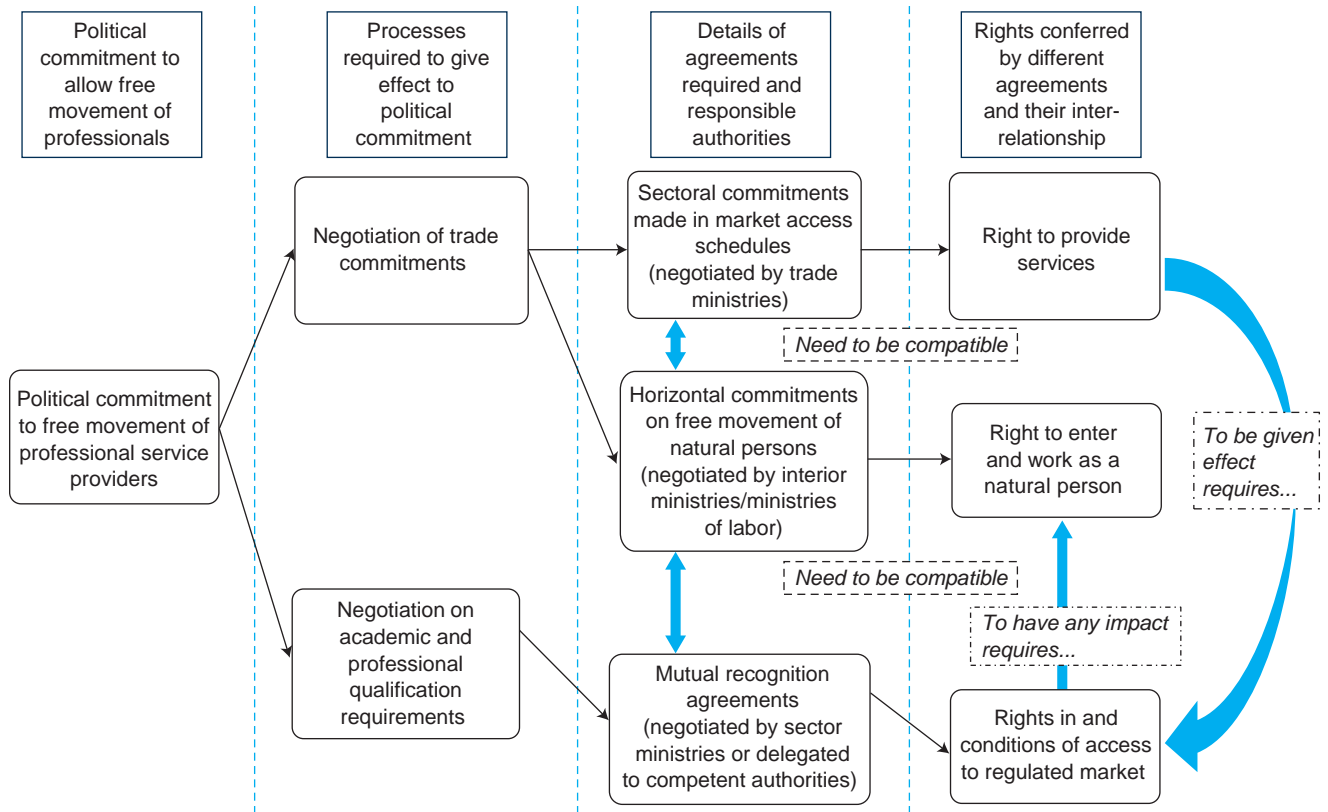 Political
commitment to
allow free
movement of
professionals
Processes
required to give
effect to
political
commitment
Details of
agreements
required and
responsible
authorities
Rights conferred
by different
agreements
and their inter-
relationship
Negotiation of trade
commitments
Sectoral commitments
made in market access
schedules
(negotiated by trade
ministries)
Right to provide
services
Need to be compatible
Political commitment
to free movement of
professional service
providers
Horizontal commitments
on free movement of
natural persons
(negotiated by interior
ministries/ministries
of labor)
Right to enter
and work as a
natural person
To be given
effect
requires...
Need to be compatible
Negotiation on
academic and
professional
qualification
requirements
To have any impact
requires...
Mutual recognition
agreements
(negotiated by sector
ministries or delegated
to competent authorities)
Rights in and
conditions of access
to regulated market